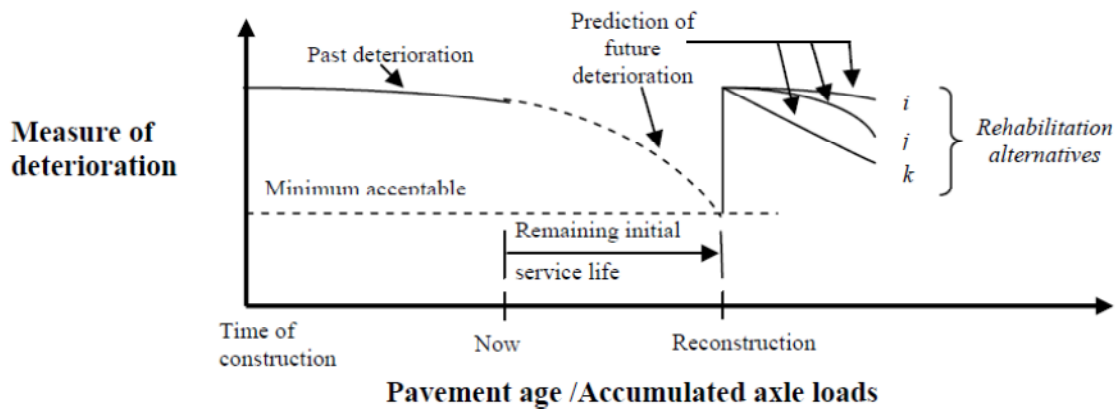 Prediction of
future
deterioration
Past deterioration
Measure of
deterioration
i
j
k
Rehabilitation
alternatives
Minimum acceptable
Remaining initial
service life
Time of
construction
Now
Reconstruction
Pavement age /Accumulated axle loads